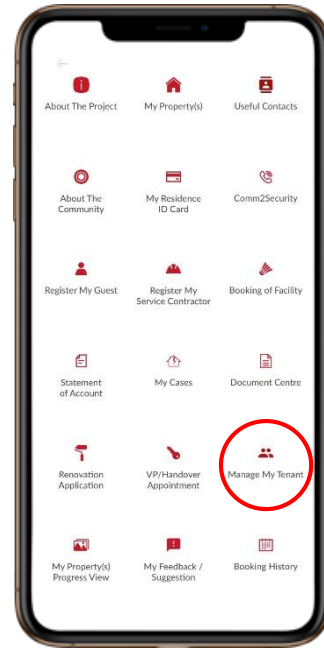 About The Project
My Property(s)
Useful Contacts
About The
Community
My Residence
ID Card
Comm2Security
Register My Guest
Register My
Service Contractor
Booking of Facility
Statement
of Account
My Cases
Document Centre
Renovation
Application
VP/Handover
Appointment
Manage My Tenant
My Property(s)
Progress View
My Feedback /
Suggestion
Booking History